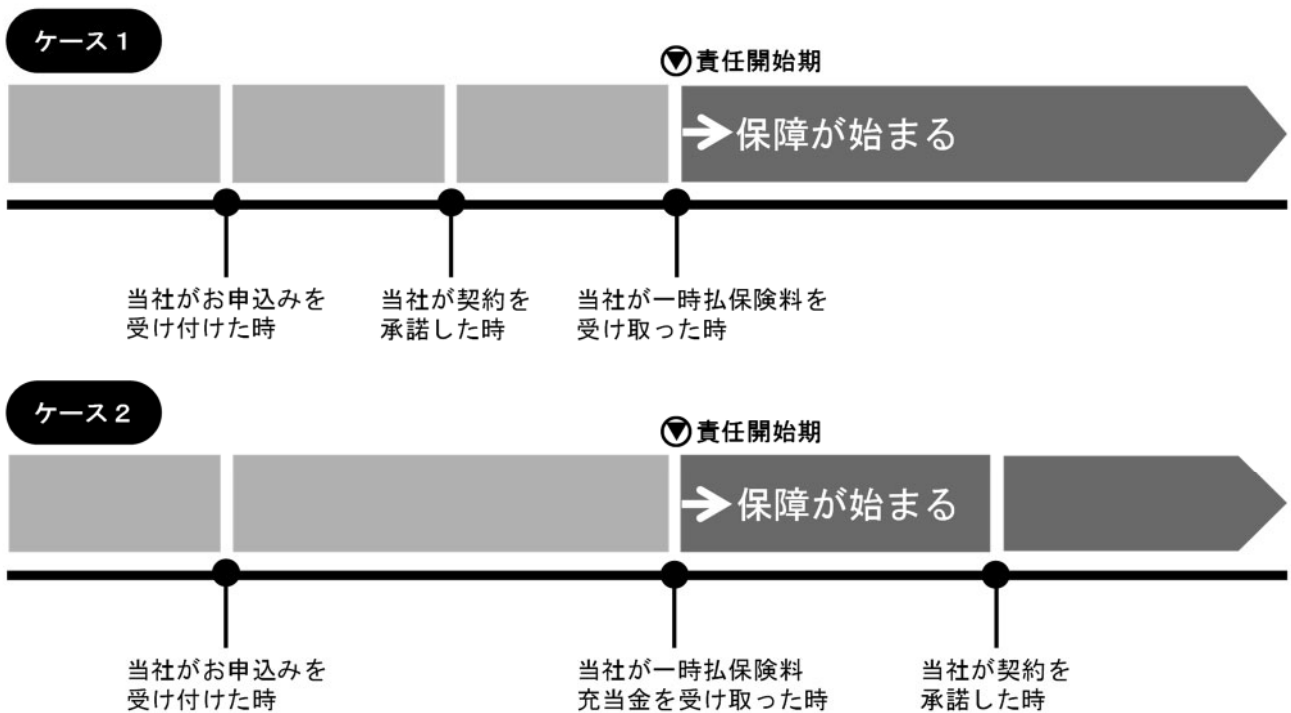 ケース1
責任開始期
保障が始まる
当社がお申込みを
受け付けた時
当社が契約を
承諾した時
当社が一時払保険料を
受け取った時
ケース2
責任開始期
保障が始まる
当社がお申込みを
受け付けた時
当社が一時払保険料
充当金を受け取った時
当社が契約を
承諾した時